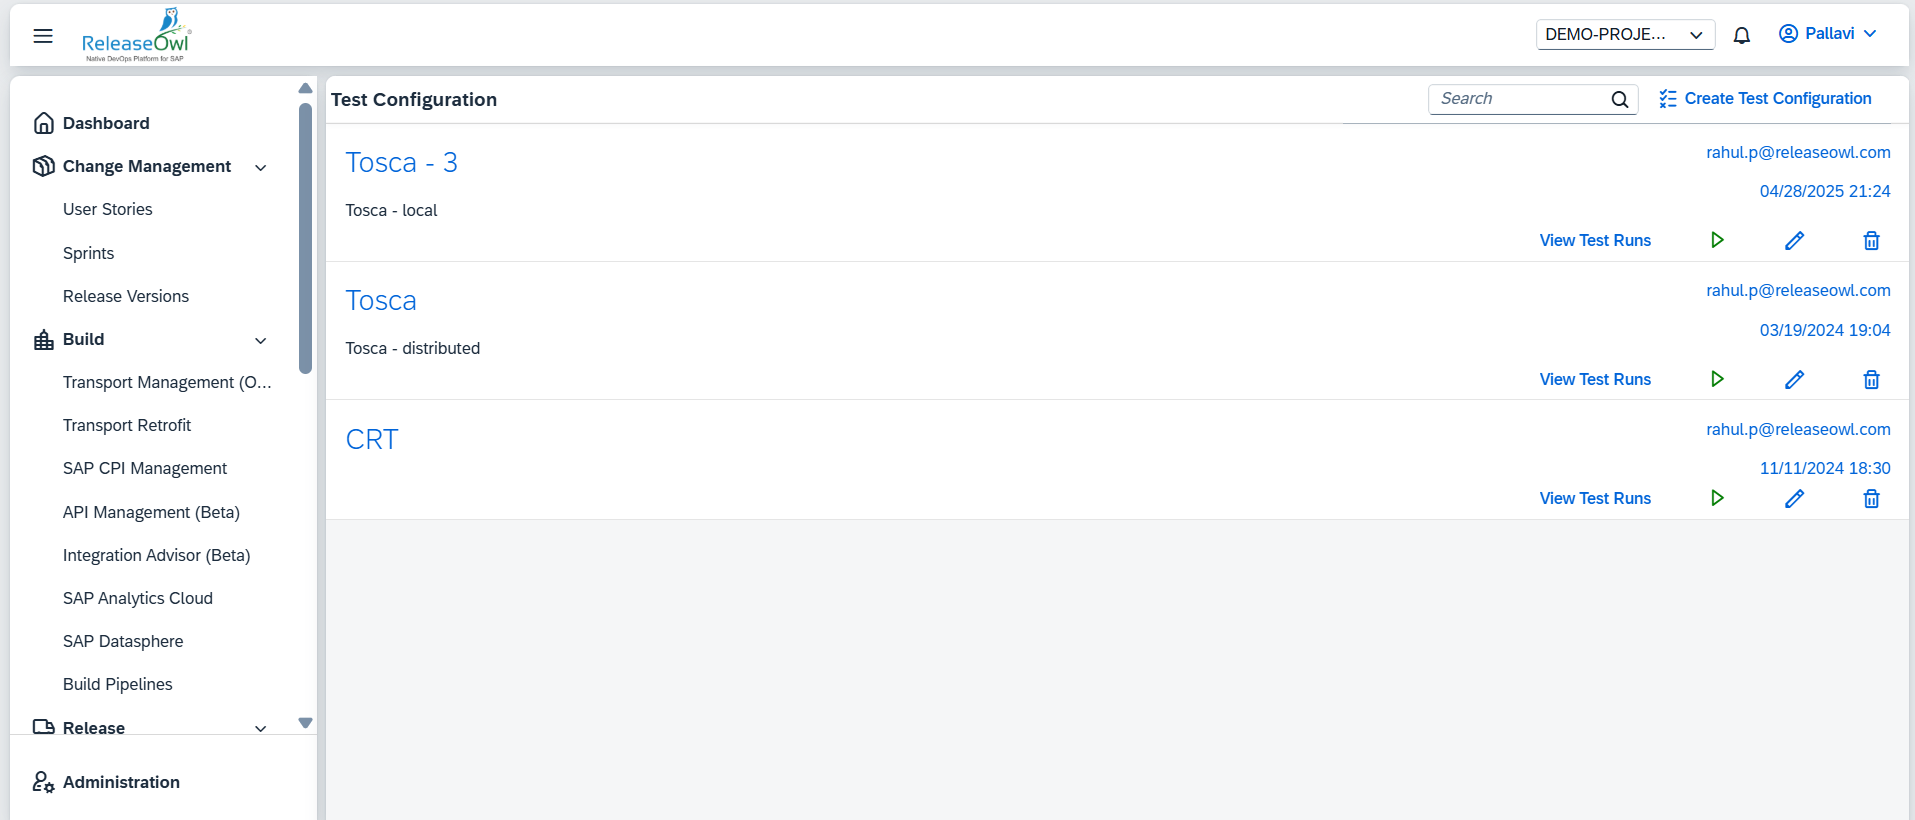 ReleaseOwl
Native DevOps Platform for SAP
DEMO-PROJE...
Pallavi
Dashboard
Change Management
User Stories
Sprints
Release Versions
Build
Transport Management (O...
Transport Retrofit
SAP CPI Management
API Management (Beta)
Integration Advisor (Beta)
SAP Analytics Cloud
SAP Datasphere
Build Pipelines
Release
Administration
Test Configuration
Search
Create Test Configuration
Tosca - 3
rahul.p@releaseowl.com
04/28/2025 21:24
Tosca - local
View Test Runs
Tosca
rahul.p@releaseowl.com
03/19/2024 19:04
Tosca - distributed
View Test Runs
CRT
rahul.p@releaseowl.com
11/11/2024 18:30
View Test Runs